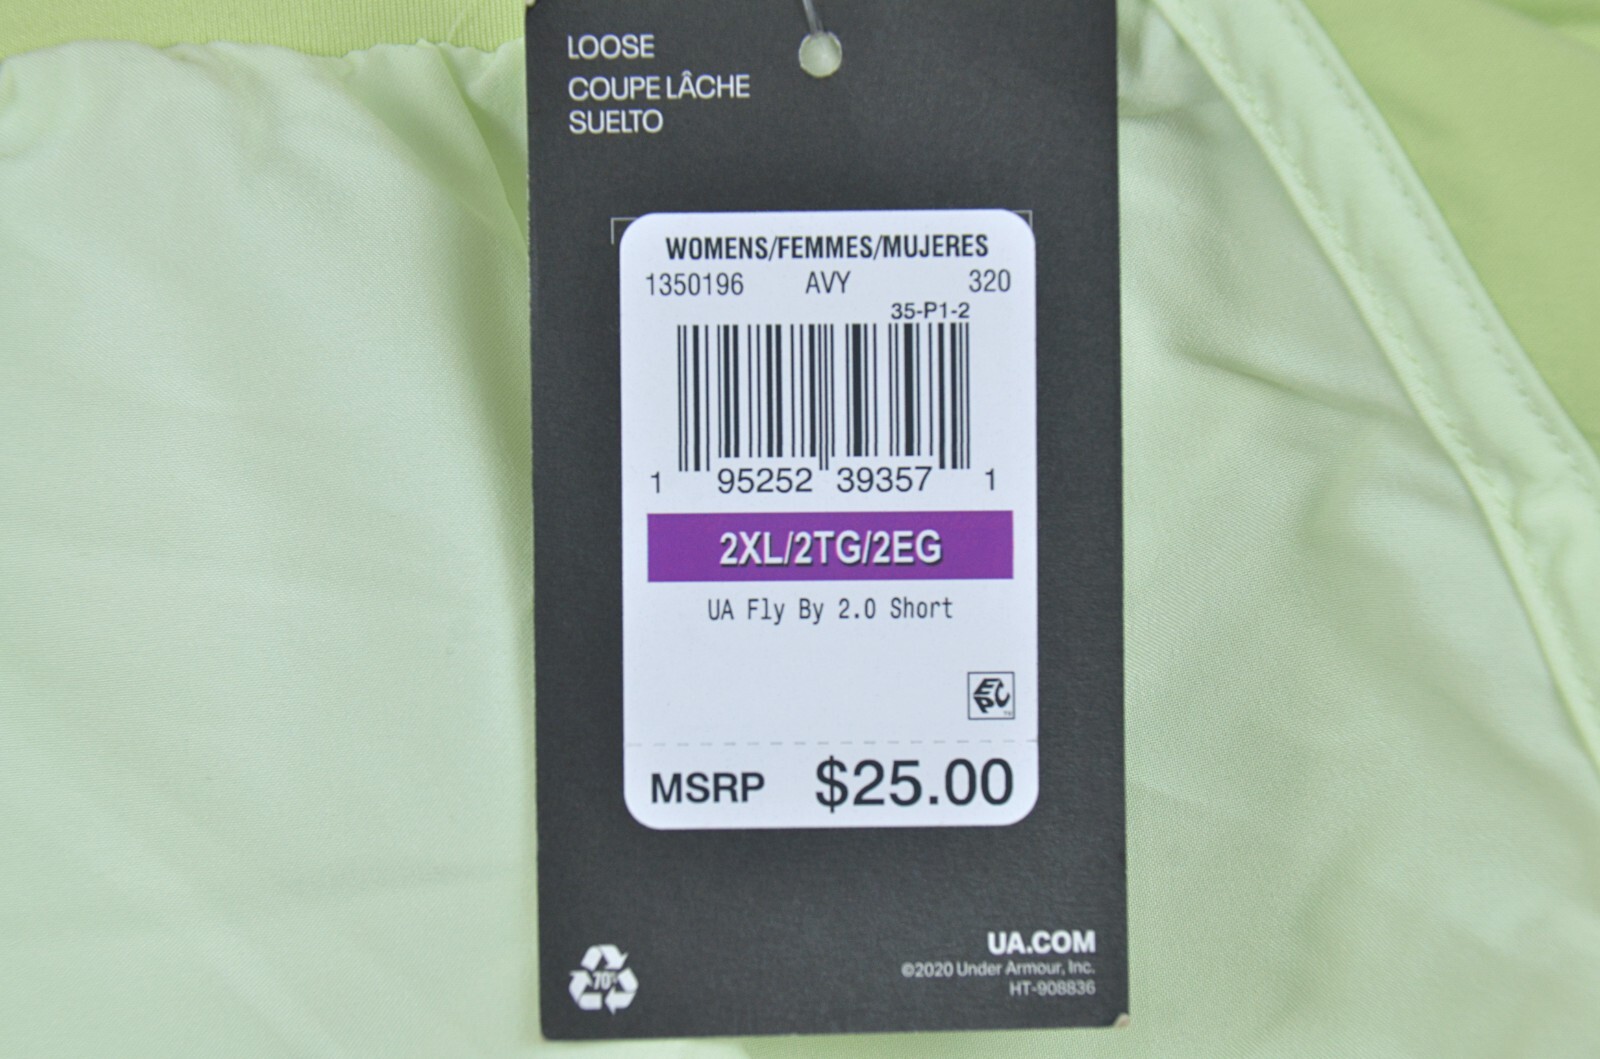 LOOSE
COUPE LÂCHE
SUELTO
WOMENS/FEMMES/MUJERES
1350196 AVY 320
35-P1-2
1 95252 39357 1
2XL/2TG/2EG
UA Fly By 2.0 Short
EPC
MSRP $25.00
70%
UA.COM
©2020 Under Armour, Inc.
HT-908836